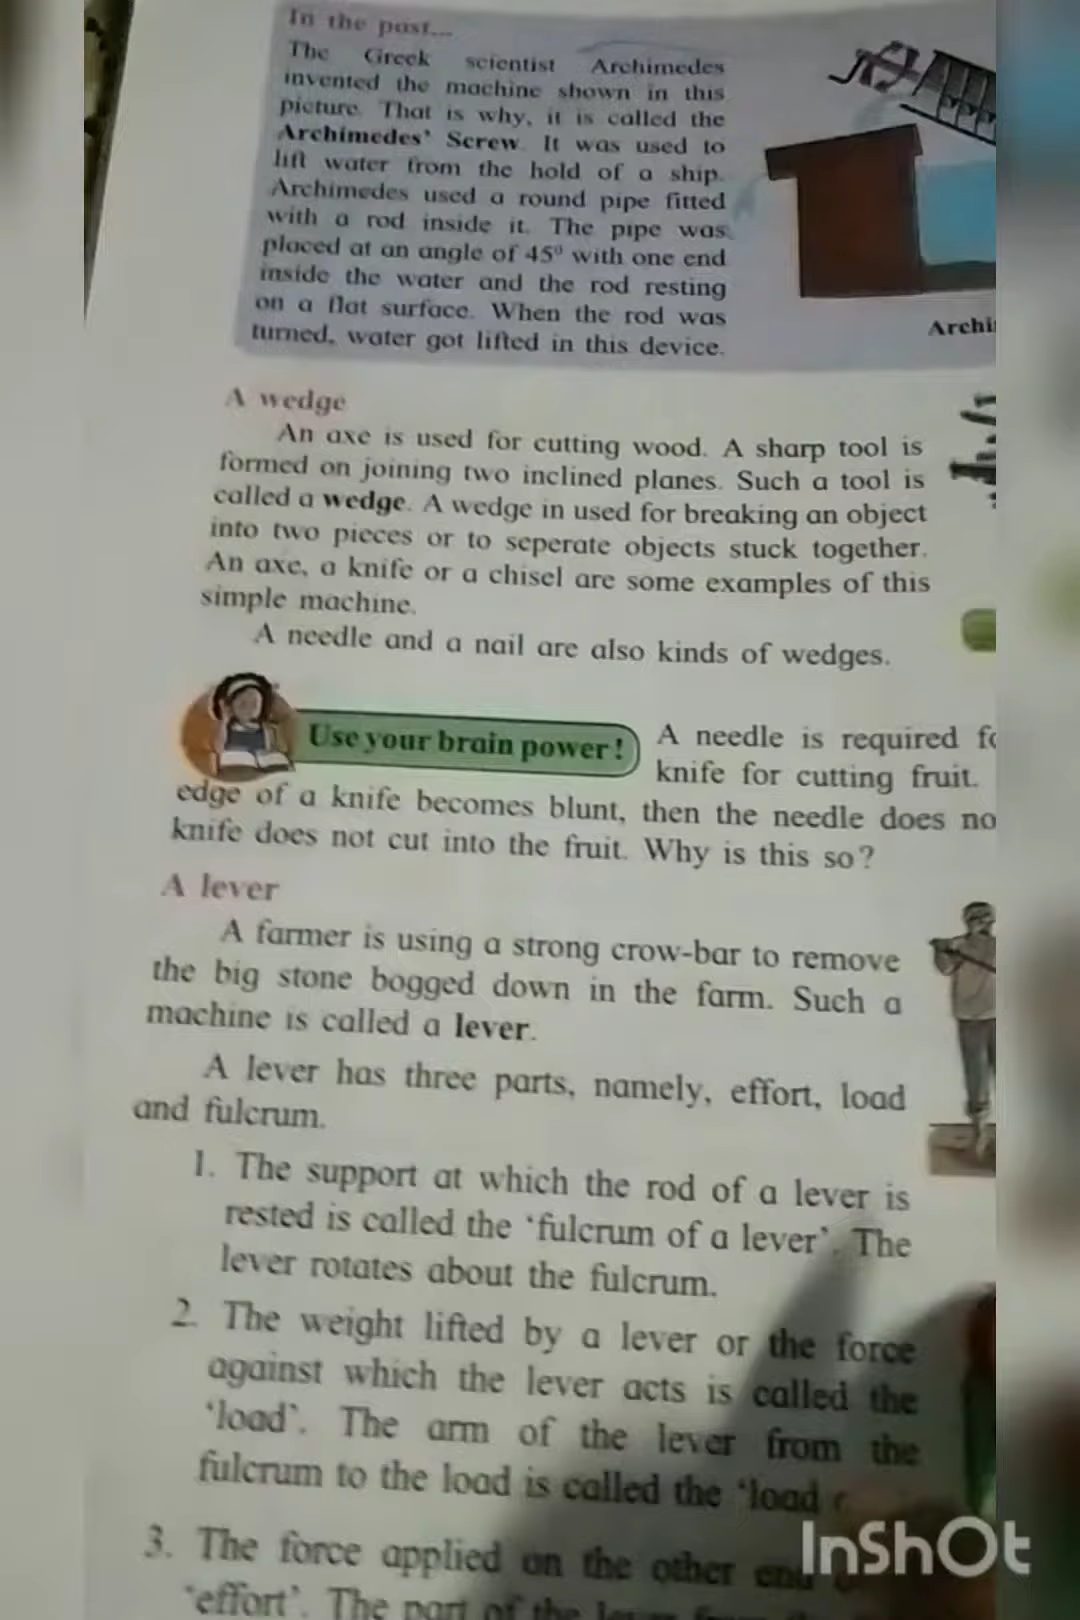 In the past...
The Greek scientist Archimedes
invented the machine shown in this
picture. That is why, it is called the
Archimedes' Screw. It was used to
lift water from the hold of a ship.
Archimedes used a round pipe fitted
with a rod inside it. The pipe was
placed at an angle of 45° with one end
inside the water and the rod resting
on a flat surface. When the rod was
turned, water got lifted in this device.
Archi
A wedge
An axe is used for cutting wood. A sharp tool is
formed on joining two inclined planes. Such a tool is
called a wedge. A wedge in used for breaking an object
into two pieces or to seperate objects stuck together.
An axe, a knife or a chisel are some examples of this
simple machine.
A needle and a nail are also kinds of wedges.
Use your brain power!
A needle is required fo
knife for cutting fruit.
edge of a knife becomes blunt, then the needle does no
knife does not cut into the fruit. Why is this so?
A lever
A farmer is using a strong crow-bar to remove
the big stone bogged down in the farm. Such a
machine is called a lever.
A lever has three parts, namely, effort, load
and fulcrum.
1. The support at which the rod of a lever is
rested is called the 'fulcrum of a lever'. The
lever rotates about the fulcrum.
2. The weight lifted by a lever or the force
against which the lever acts is called the
'load'. The arm of the lever from the
fulcrum to the load is called the 'load
3. The force applied on the other end
'effort'. The part of the lever from
InShOt